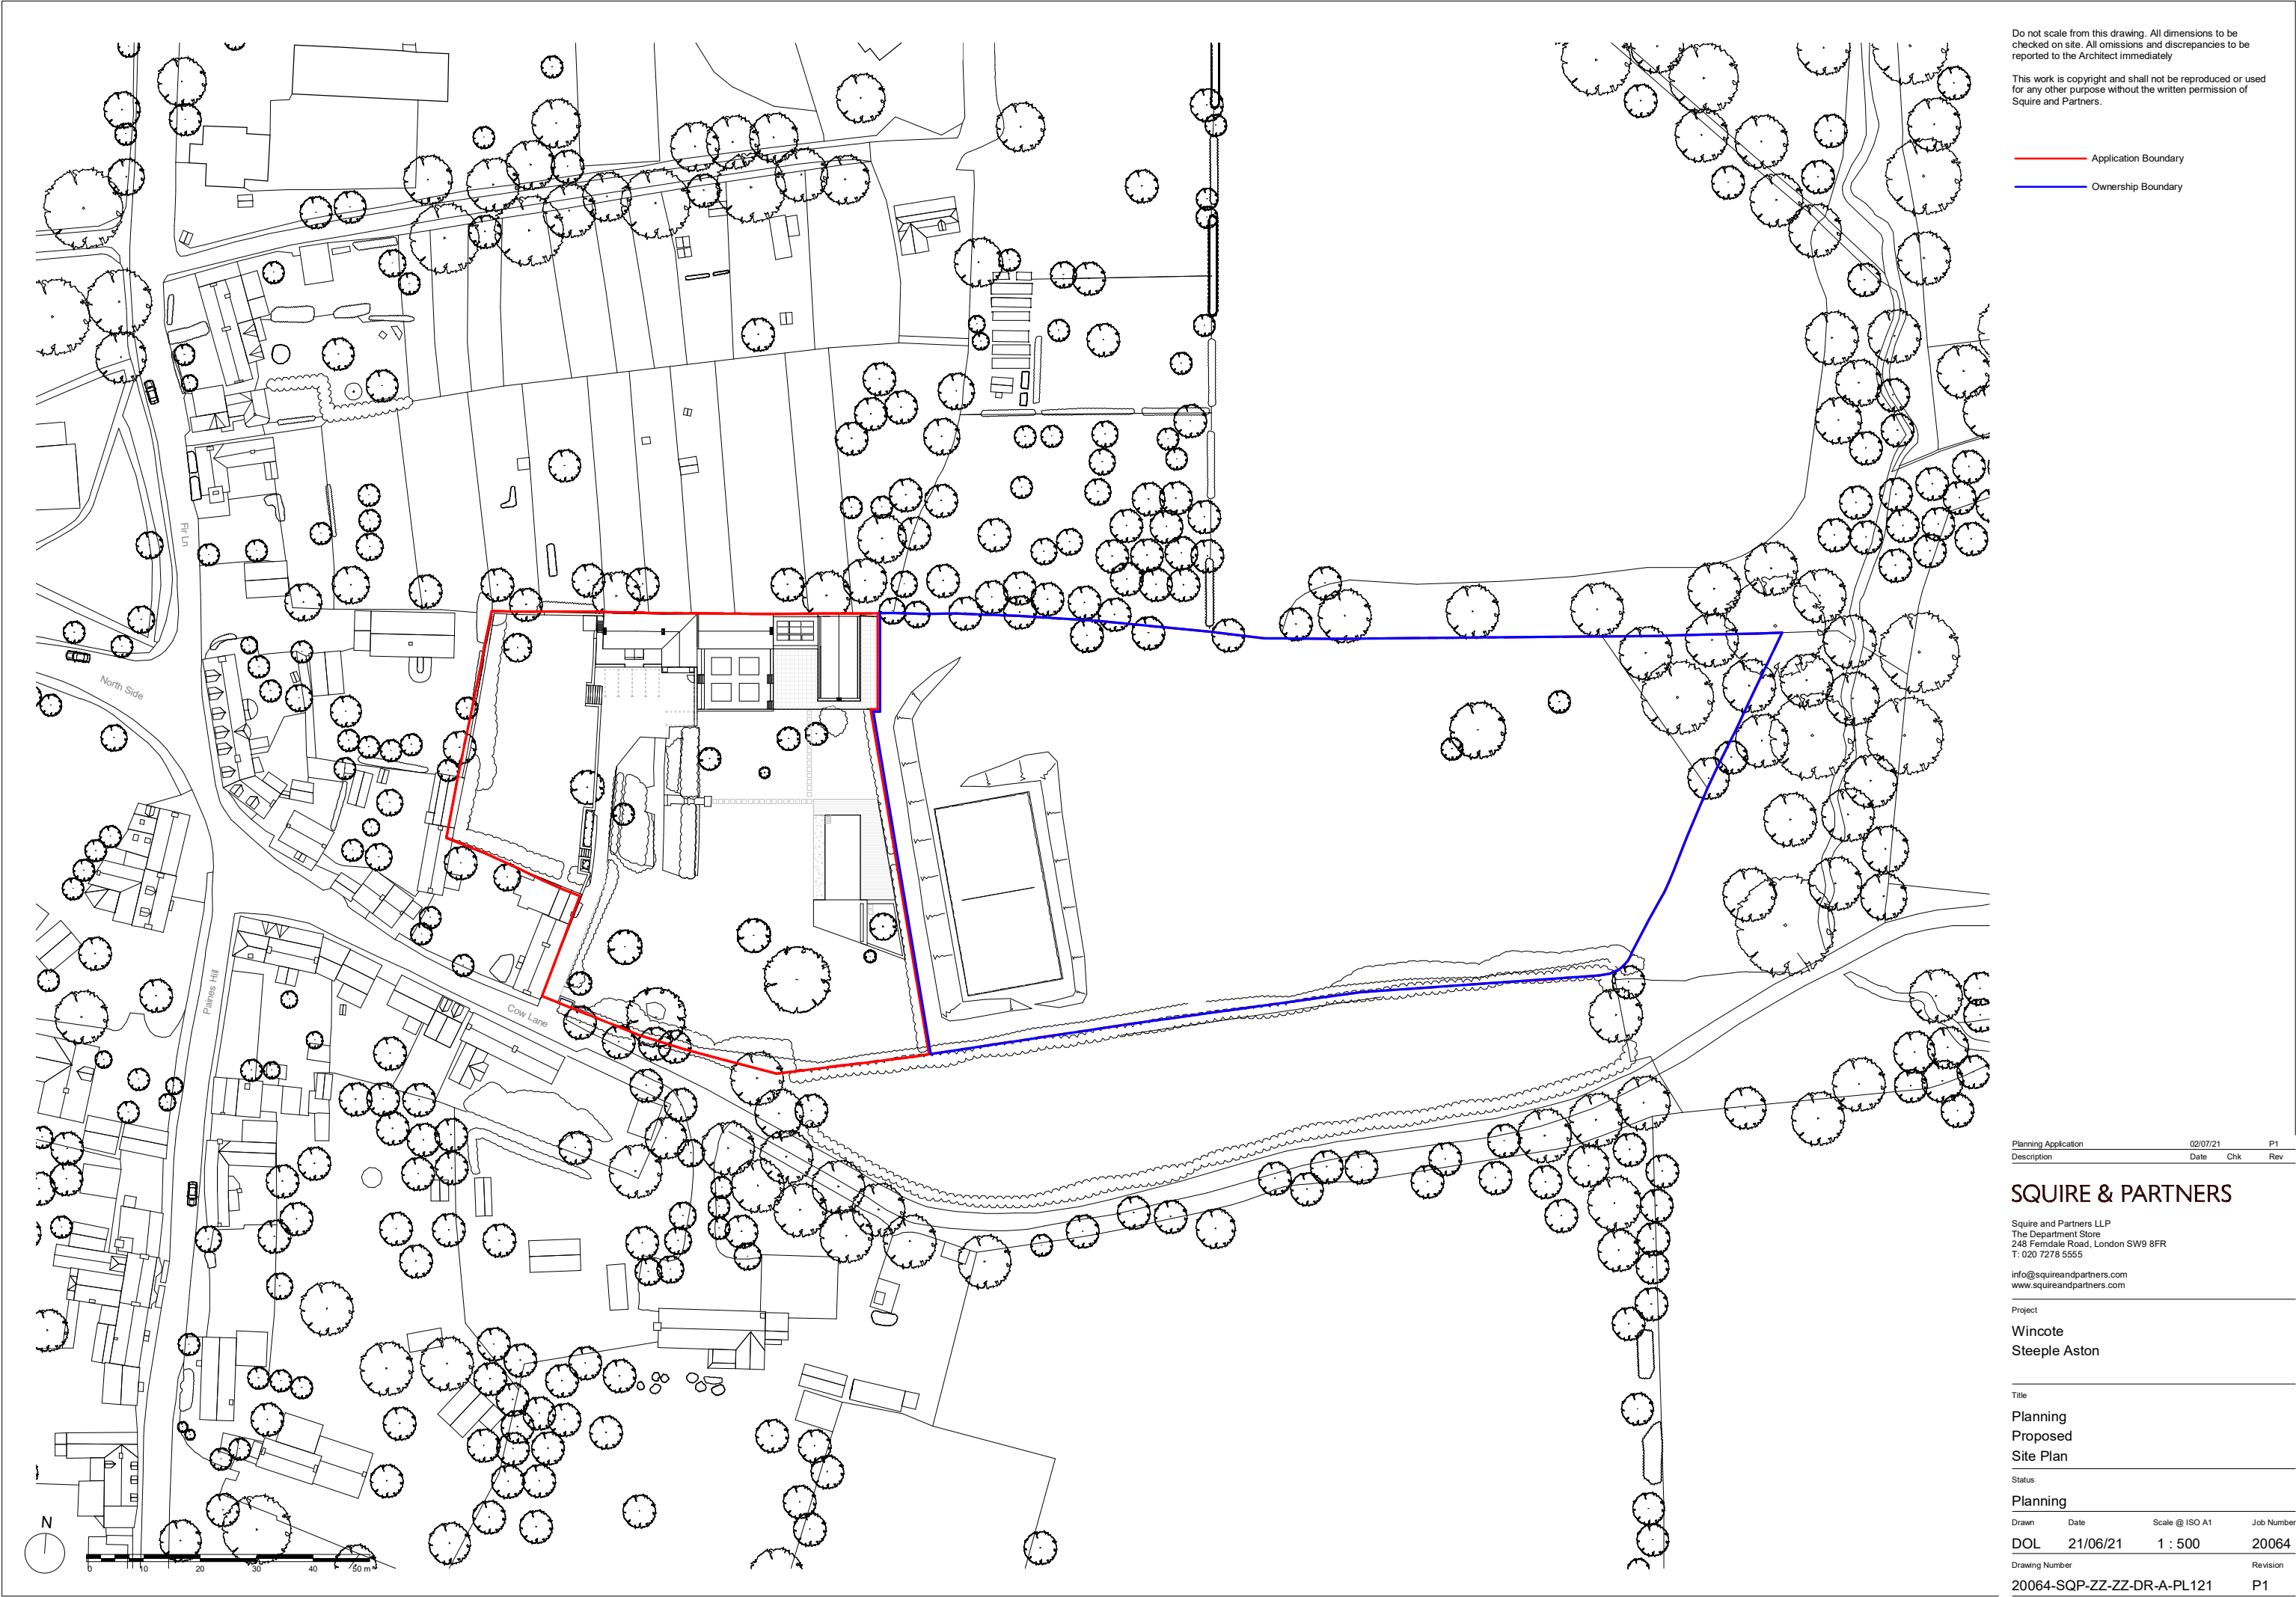 Do not scale from this drawing. All dimensions to be
checked on site. All omissions and discrepancies to be
reported to the Architect immediately
This work is copyright and shall not be reproduced or used
for any other purpose without the written permission of
Squire and Partners.
Application Boundary
Ownership Boundary
Fir Ln
North Side
Paines Hill
Cow Lane
N
0 10 20 30 40 50 m
Planning Application 02/07/21 P1
Description Date Chk Rev
SQUIRE & PARTNERS
Squire and Partners LLP
The Department Store
248 Ferndale Road, London SW9 8FR
T: 020 7278 5555
info@squireandpartners.com
www.squireandpartners.com
Project
Wincote
Steeple Aston
Title
Planning
Proposed
Site Plan
Status
Planning
Drawn Date Scale @ ISO A1 Job Number
DOL 21/06/21 1 : 500 20064
Drawing Number Revision
20064-SQP-ZZ-ZZ-DR-A-PL121 P1